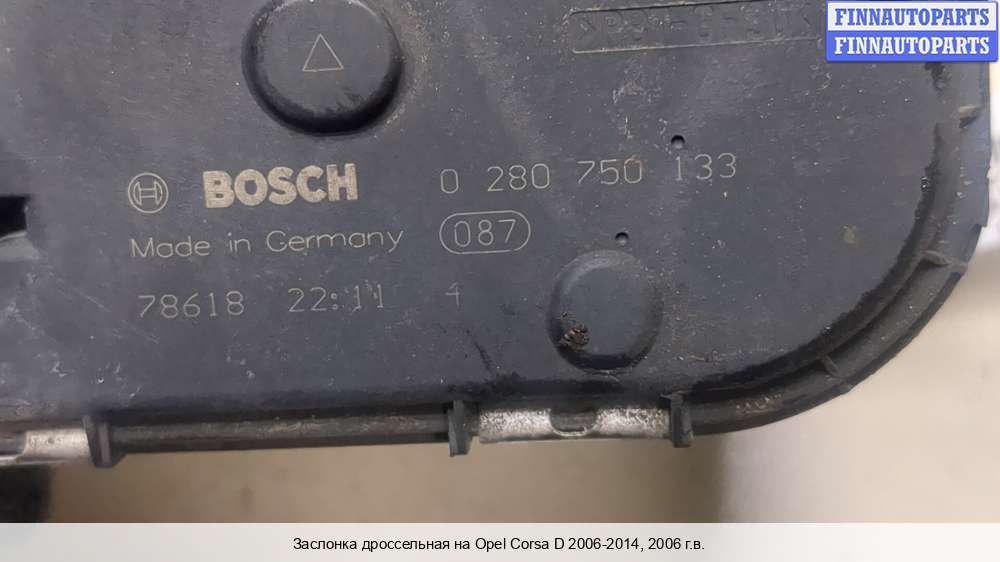 FINNAUTOPARTS
FINNAUTOPARTS
BOSCH 0 280 750 133
Made in Germany 087
78618 22:11 4
Заслонка дроссельная на Opel Corsa D 2006-2014, 2006 г.в.